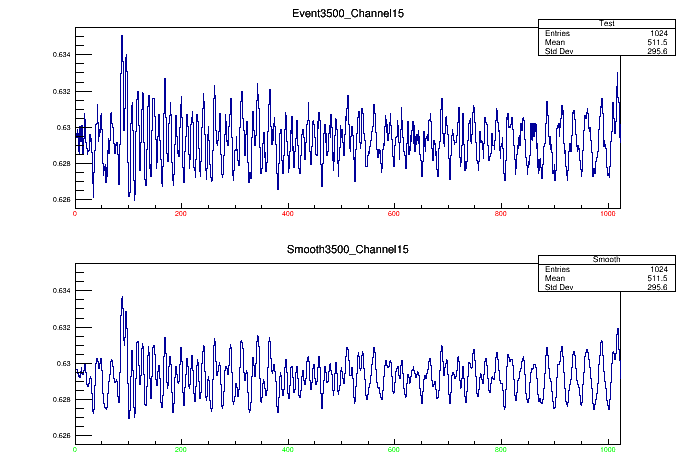 Event3500_Channel15
Test
Entries 1024
Mean 511.5
Std Dev 295.6
0.634
0.632
0.63
0.628
0.626
0 200 400 600 800 1000
Smooth3500_Channel15
Smooth
Entries 1024
Mean 511.5
Std Dev 295.6
0.634
0.632
0.63
0.628
0.626
0 200 400 600 800 1000